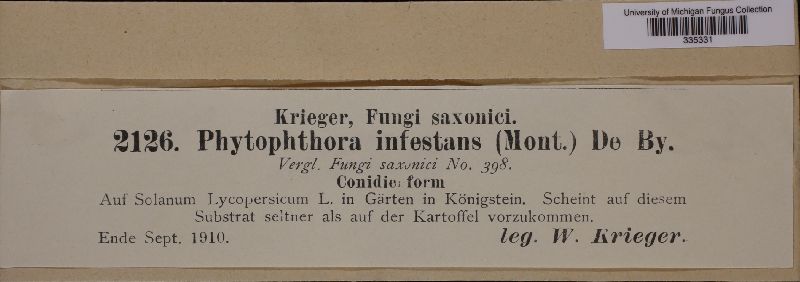 University of Michigan Fungus Collection
335331
Krieger, Fungi saxonici.
2126. Phytophthora infestans (Mont.) De By.
Vergl. Fungi saxonici No. 398.
Conidienform
Auf Solanum Lycopersicum L. in Gärten in Königstein. Scheint auf diesem
Substrat seltner als auf der Kartoffel vorzukommen.
Ende Sept. 1910.
leg. W. Krieger.